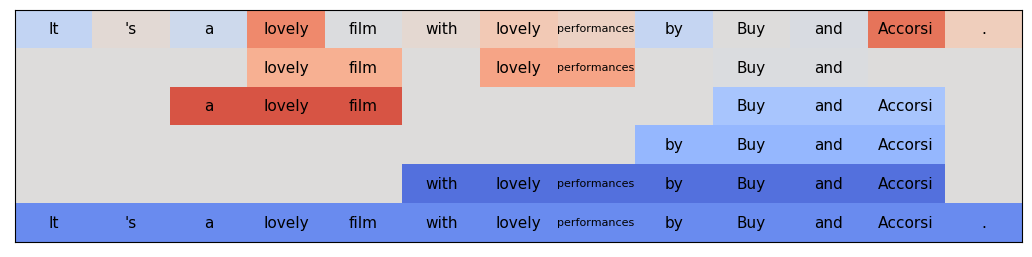 It 's a lovely film with lovely performances by Buy and Accorsi .
lovely film lovely performances Buy and
a lovely film Buy and Accorsi
by Buy and Accorsi
with lovely performances by Buy and Accorsi
It 's a lovely film with lovely performances by Buy and Accorsi .